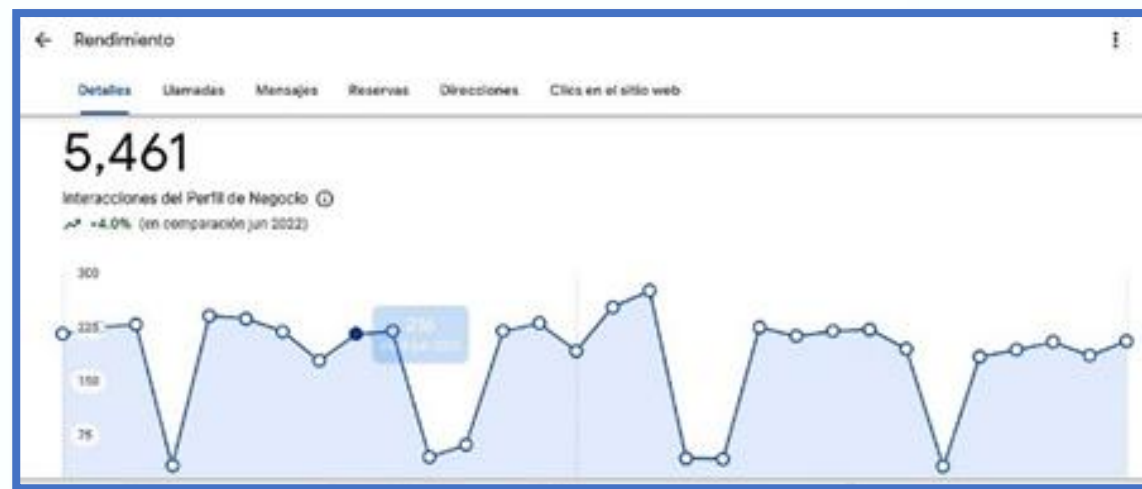 Rendimiento
Detalles Llamadas Mensajes Reservas Direcciones Clics en el sitio web
5,461
Interacciones del Perfil de Negocio
+4.0% (en comparación jun 2022)
300
225
150
75